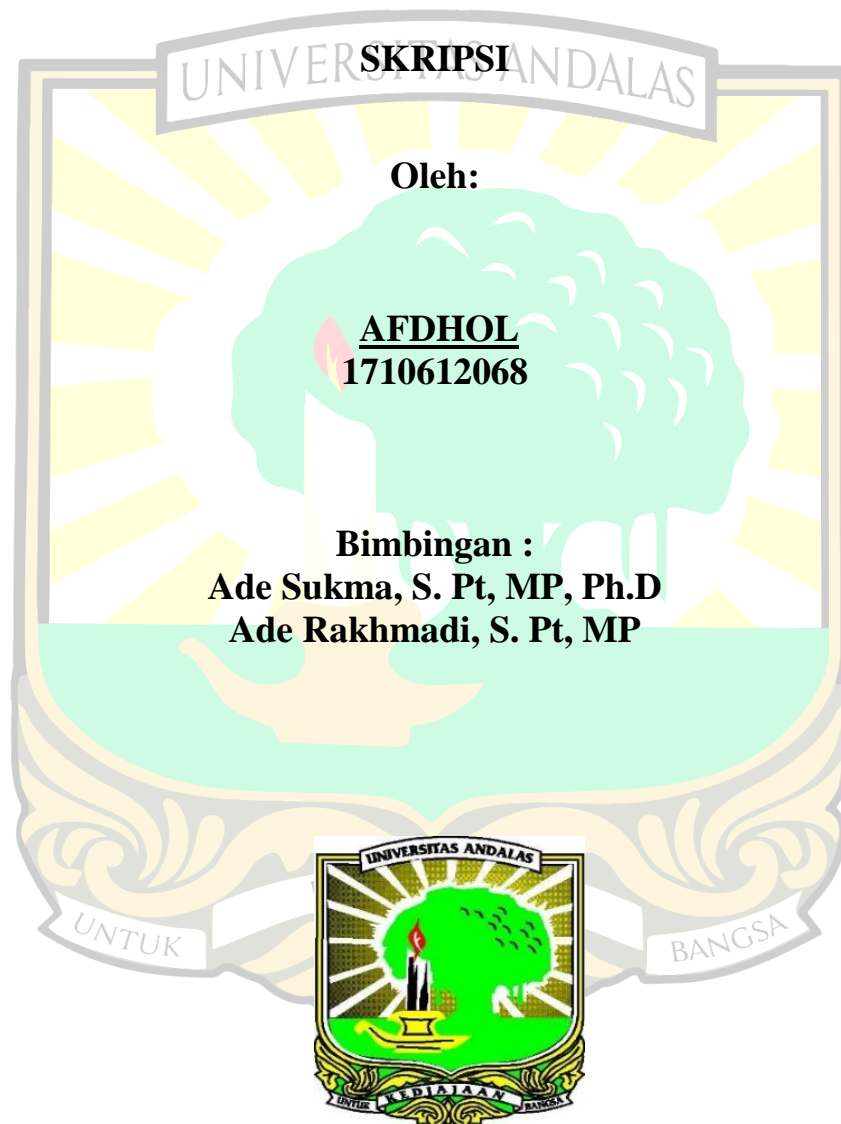 UNIVERSITAS ANDALAS
SKRIPSI
Oleh:
AFDHOL
1710612068
Bimbingan :
Ade Sukma, S. Pt, MP, Ph.D
Ade Rakhmadi, S. Pt, MP
UNTUK
BANGSA
UNIVERSITAS ANDALAS
UNTUK KEDJAJAAN BANGSA